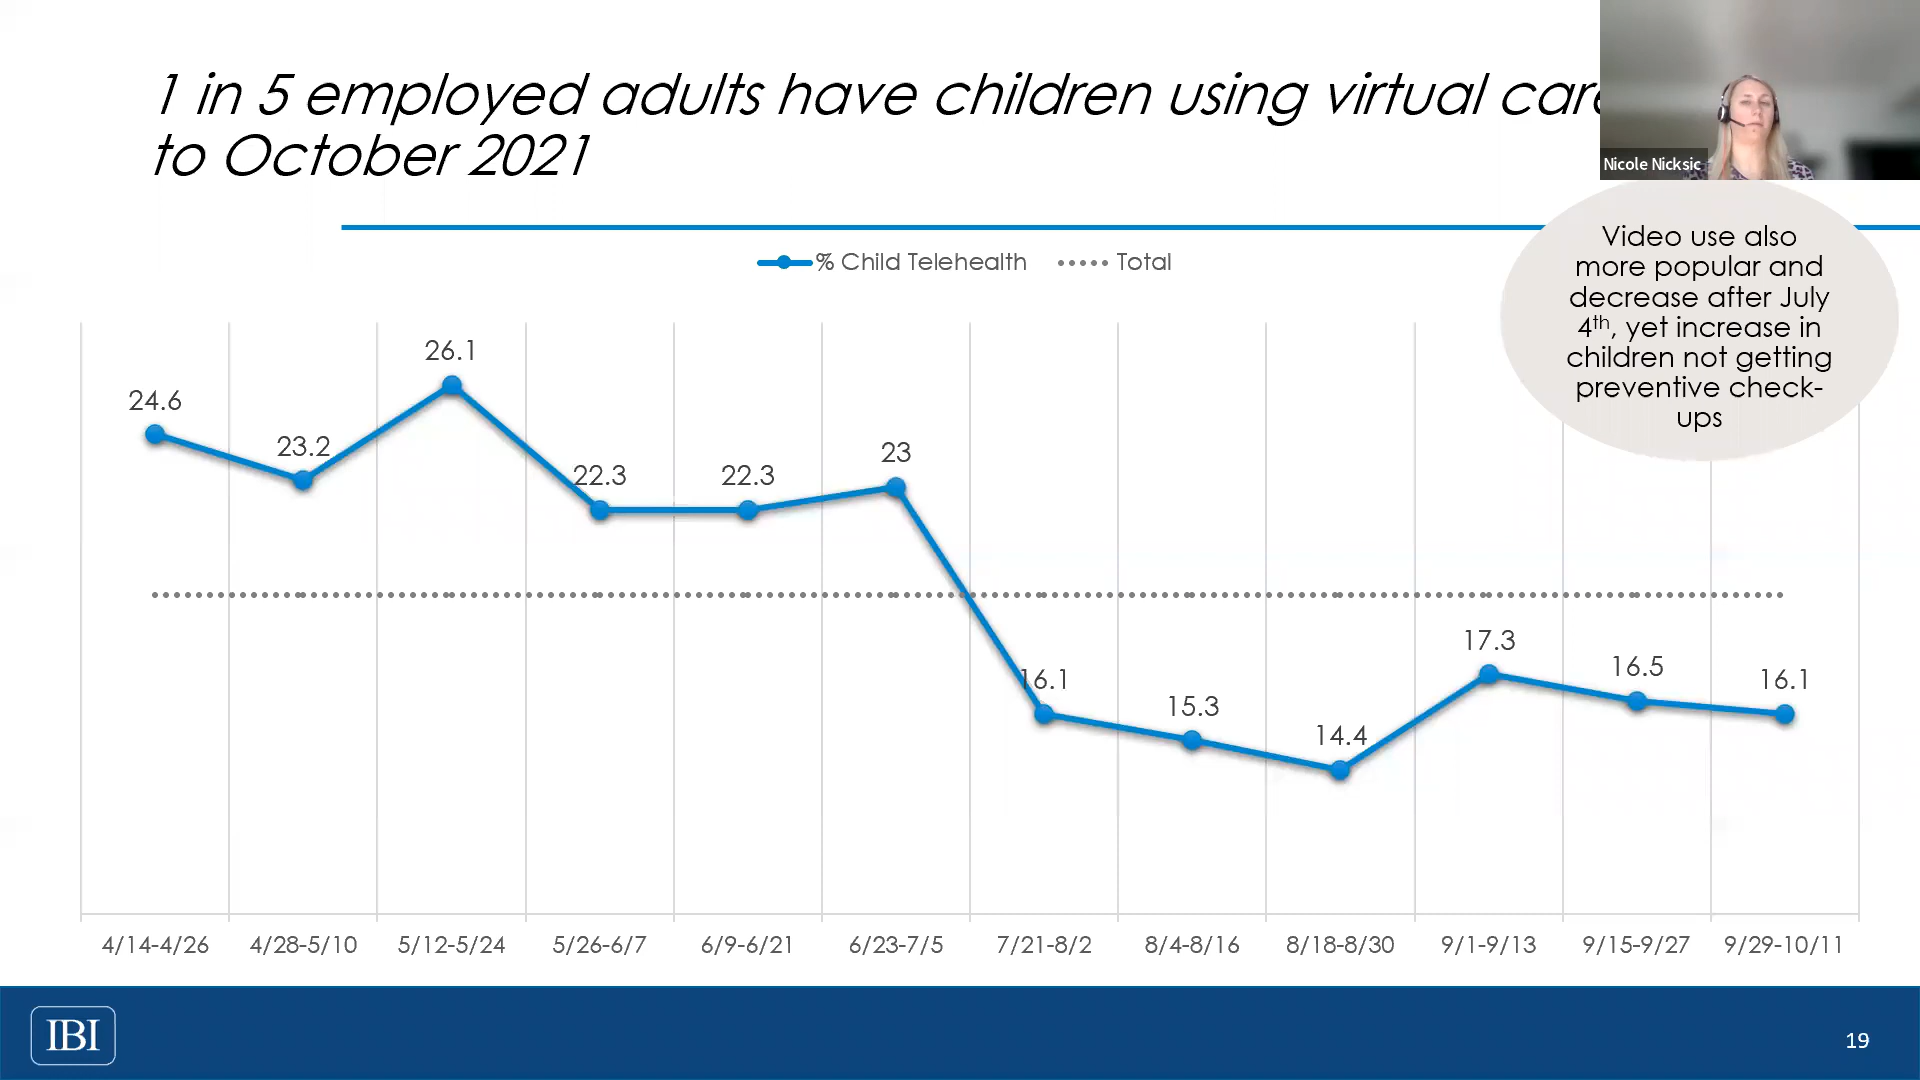 1 in 5 employed adults have children using virtual care
to October 2021
Nicole Nicksic
Video use also
more popular and
decrease after July
4th, yet increase in
children not getting
preventive check-
ups
% Child Telehealth
Total
24.6
23.2
26.1
22.3
22.3
23
16.1
15.3
14.4
17.3
16.5
16.1
4/14-4/26
4/28-5/10
5/12-5/24
5/26-6/7
6/9-6/21
6/23-7/5
7/21-8/2
8/4-8/16
8/18-8/30
9/1-9/13
9/15-9/27
9/29-10/11
IBI
19